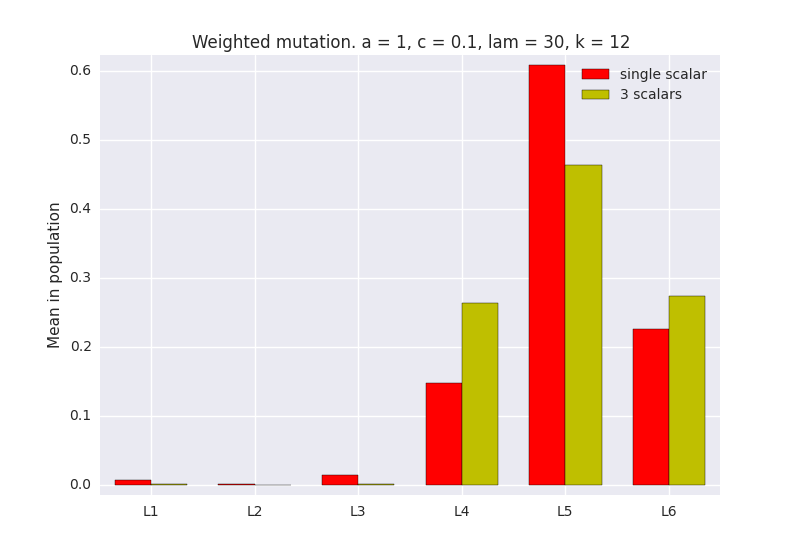 Weighted mutation. a = 1, c = 0.1, lam = 30, k = 12
single scalar
3 scalars
Mean in population
0.6
0.5
0.4
0.3
0.2
0.1
0.0
L1 L2 L3 L4 L5 L6